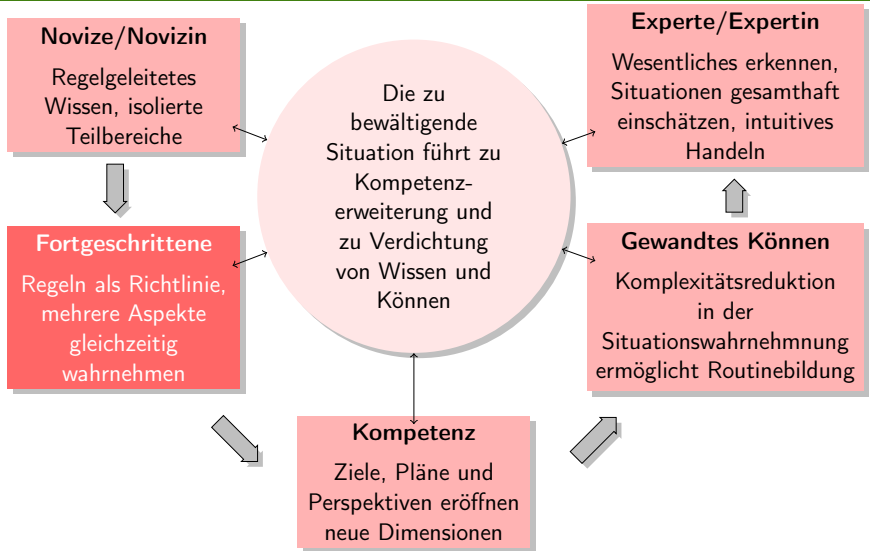 Novize/Novizin
Regelgeleitetes
Wissen, isolierte
Teilbereiche
Fortgeschrittene
Regeln als Richtlinie,
mehrere Aspekte
gleichzeitig
wahrnehmen
Die zu
bewältigende
Situation führt zu
Kompetenz-
erweiterung und
zu Verdichtung
von Wissen und
Können
Kompetenz
Ziele, Pläne und
Perspektiven eröffnen
neue Dimensionen
Gewandtes Können
Komplexitätsreduktion
in der
Situationswahrnehmnung
ermöglicht Routinebildung
Experte/Expertin
Wesentliches erkennen,
Situationen gesamthaft
einschätzen, intuitives
Handeln